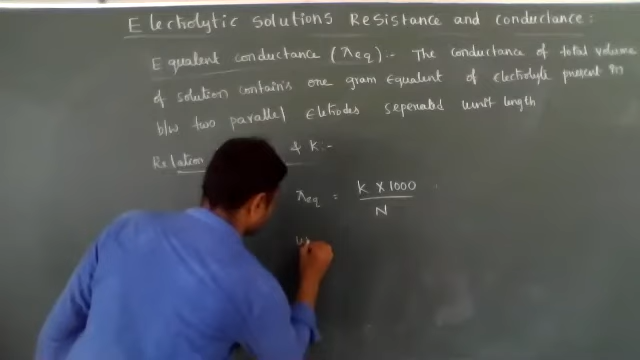 Electrolytic Solutions Resistance and conductance:
Equalent conductance (λeq) :- The conductance of total volume
of solution contains one gram equalent of electrolyte present in
b/w two parallel eletrodes seperated unit length
Relation & K:-
λeq = K × 1000 / N